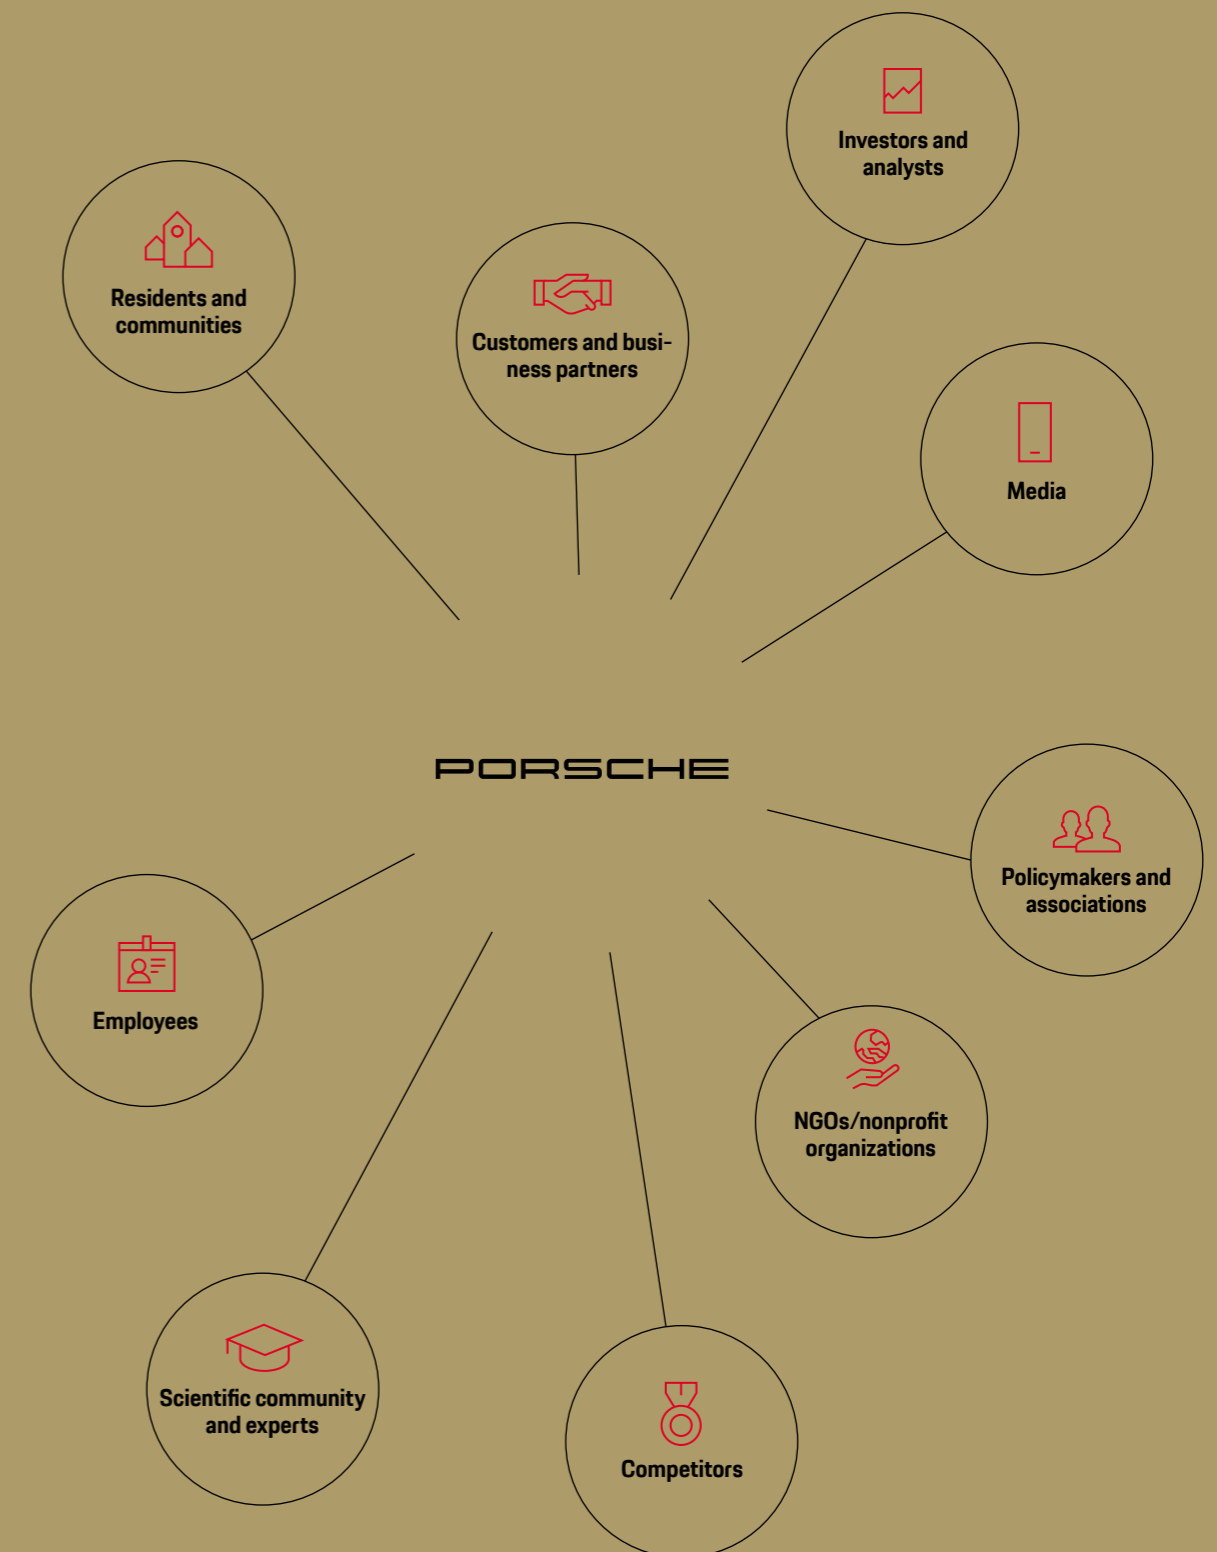 Investors and
analysts
Residents and
communities
Customers and busi-
ness partners
Media
PORSCHE
Policymakers and
associations
Employees
NGOs/nonprofit
organizations
Scientific community
and experts
Competitors